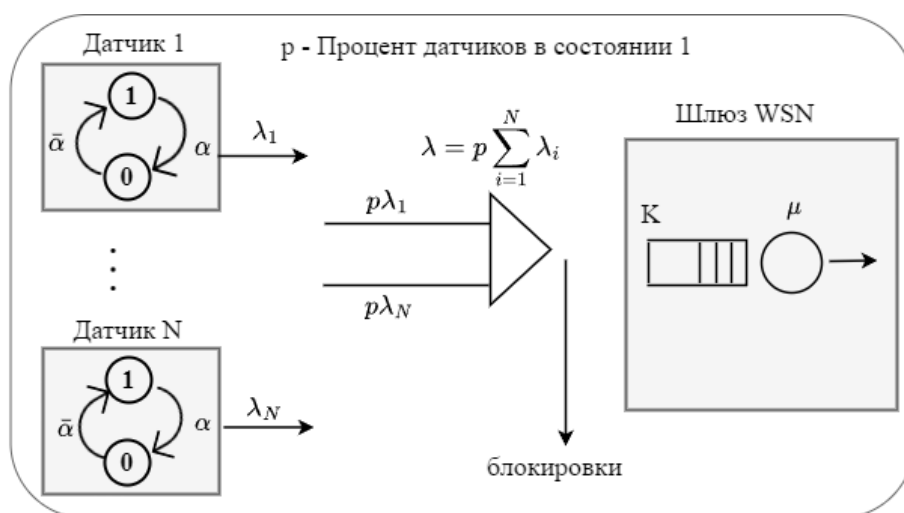 Датчик 1
p - Процент датчиков в состоянии 1
1
ᾱ
α
0
λ₁
λ = p ∑ᵢ₌₁ᴺ λᵢ
Шлюз WSN
pλ₁
K
μ
⋮
pλ_N
Датчик N
1
ᾱ
α
0
λ_N
блокировки